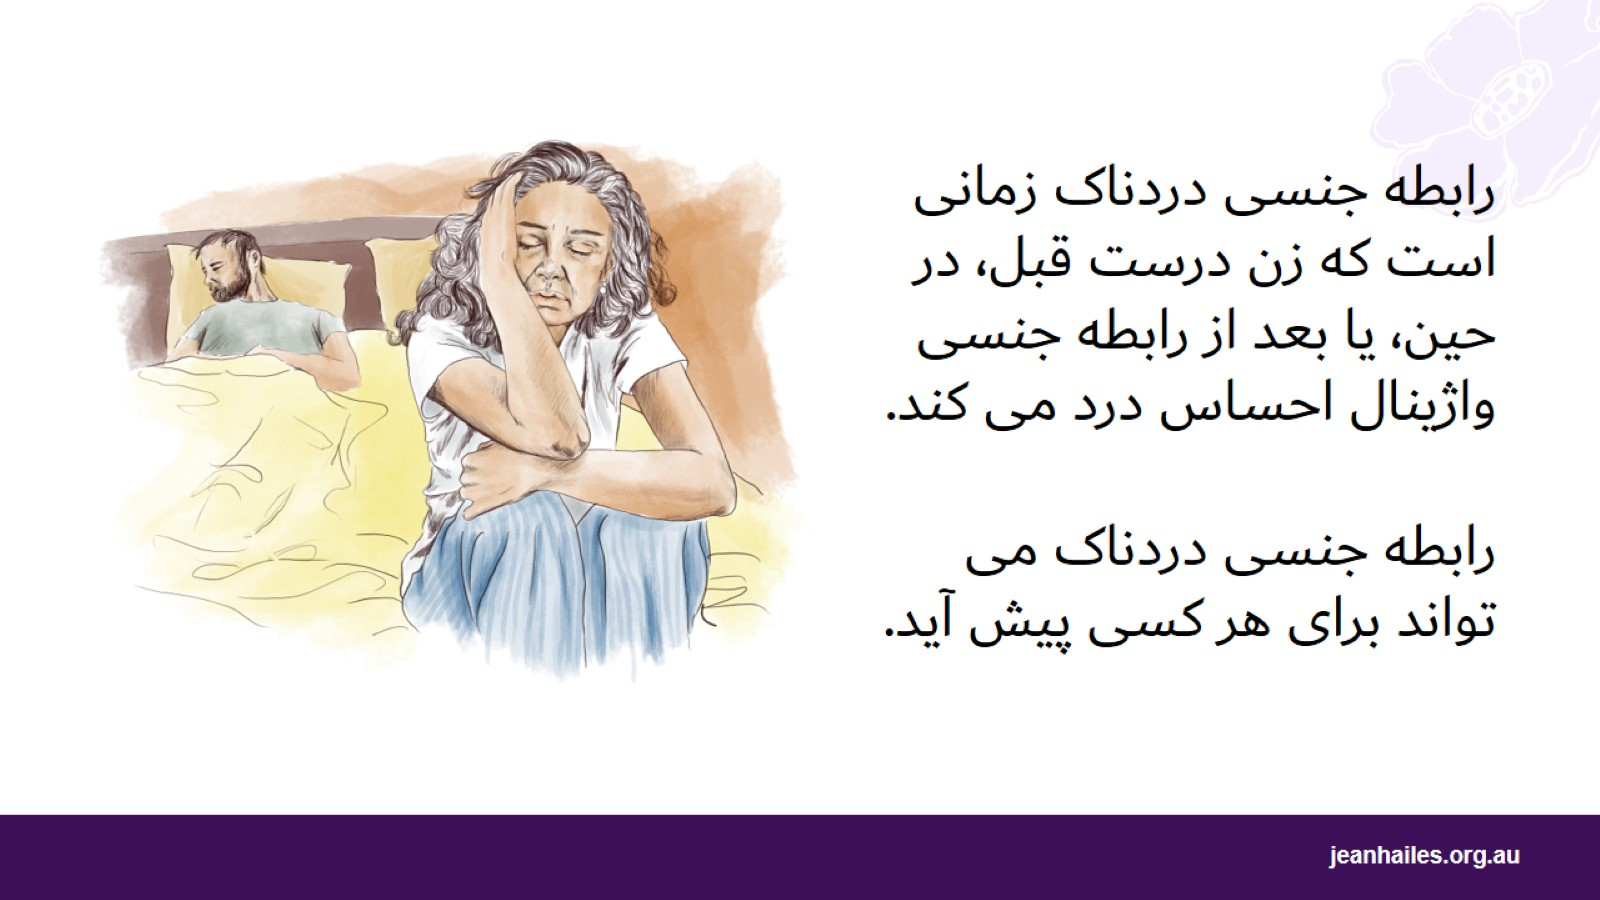 رابطه جنسی دردناک زمانی
است که زن درست قبل، در
حین، یا بعد از رابطه جنسی
واژینال احساس درد می کند.
رابطه جنسی دردناک می
تواند برای هر کسی پیش آید.
jeanhailes.org.au